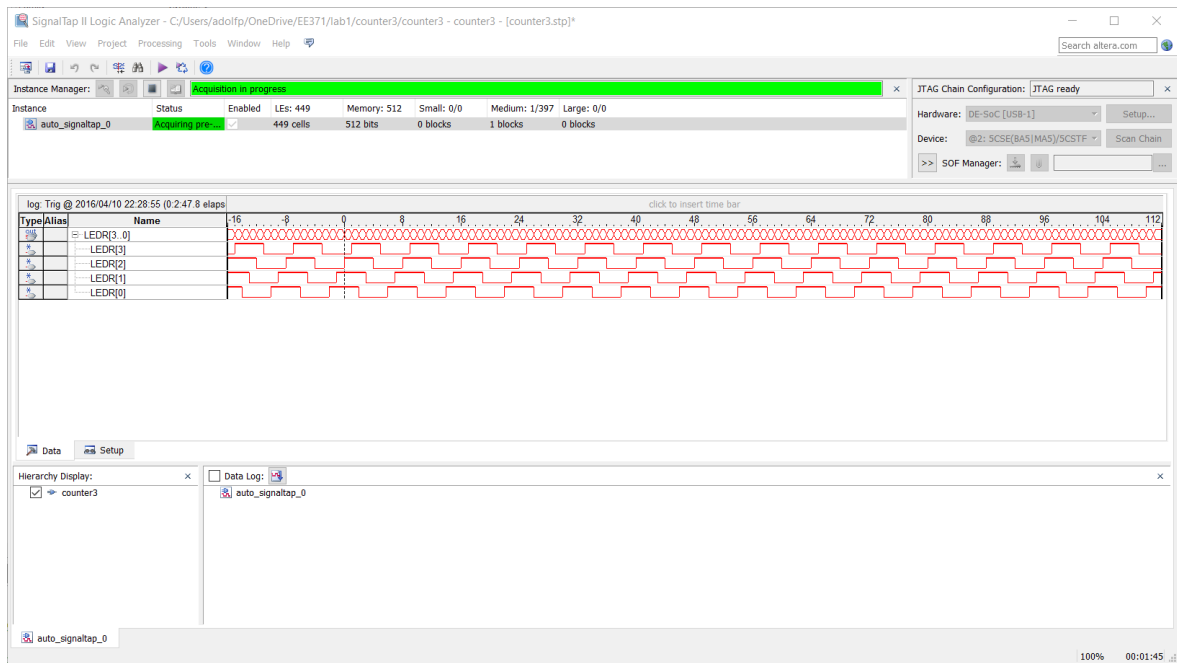 SignalTap II Logic Analyzer - C:/Users/adolfp/OneDrive/EE371/lab1/counter3/counter3 - counter3 - [counter3.stp]*
File Edit View Project Processing Tools Window Help
Search altera.com
Instance Manager: Acquisition in progress
JTAG Chain Configuration: JTAG ready
Instance Status Enabled LEs: 449 Memory: 512 Small: 0/0 Medium: 1/397 Large: 0/0
auto_signaltap_0 Acquiring pre-... 449 cells 512 bits 0 blocks 1 blocks 0 blocks
Hardware: DE-SoC [USB-1] Setup...
Device: @2: 5CSE(BA5|MA5)/5CSTF Scan Chain
>> SOF Manager: ...
log: Trig @ 2016/04/10 22:28:55 (0:2:47.8 elaps click to insert time bar
Type Alias Name -16 -8 0 8 16 24 32 40 48 56 64 72 80 88 96 104 112
out LEDR[3..0]
* LEDR[3]
* LEDR[2]
* LEDR[1]
* LEDR[0]
Data Setup
Hierarchy Display: Data Log:
counter3 auto_signaltap_0
auto_signaltap_0
100% 00:01:45